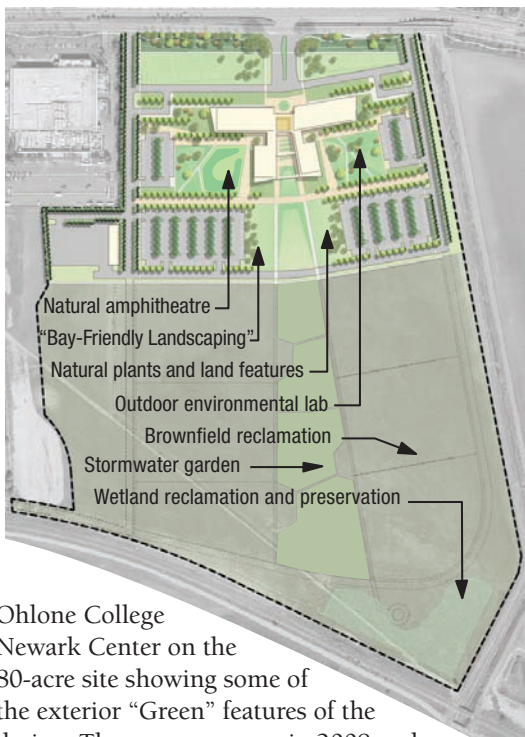 Natural amphitheatre
“Bay-Friendly Landscaping”
Natural plants and land features
Outdoor environmental lab
Brownfield reclamation
Stormwater garden
Wetland reclamation and preservation
Ohlone College
Newark Center on the
80-acre site showing some of
the exterior “Green” features of the